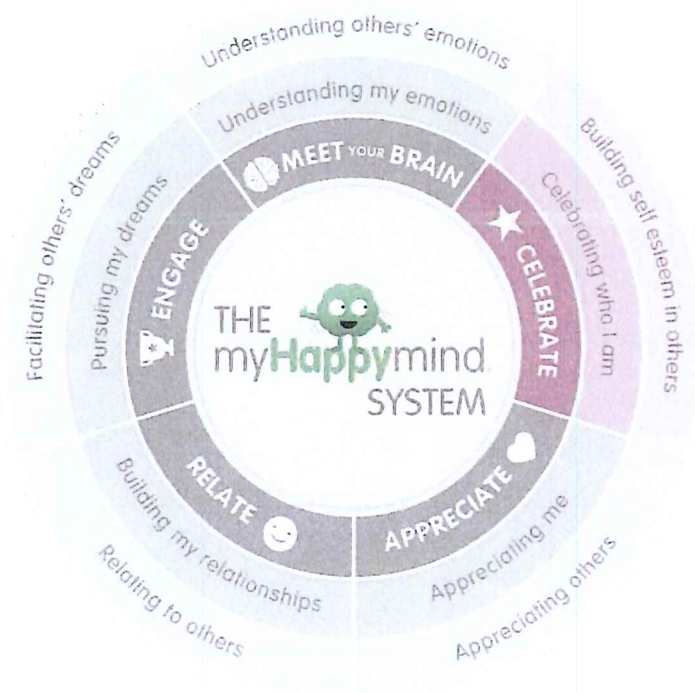 THE
myHappymind
SYSTEM
MEET YOUR BRAIN
Understanding my emotions
Understanding others' emotions
CELEBRATE
Celebrating who I am
Building self esteem in others
APPRECIATE
Appreciating me
Appreciating others
RELATE
Building my relationships
Relating to others
ENGAGE
Pursuing my dreams
Facilitating others' dreams